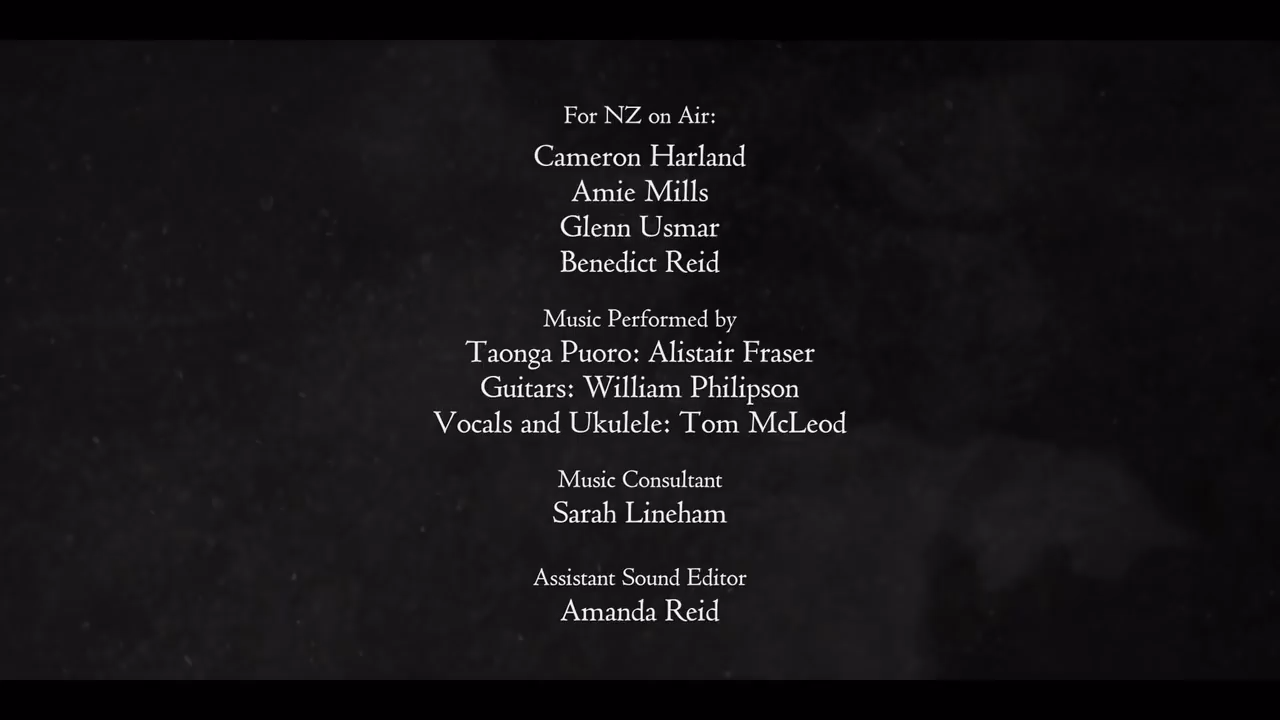 For NZ on Air:
Cameron Harland
Amie Mills
Glenn Usmar
Benedict Reid
Music Performed by
Taonga Puoro: Alistair Fraser
Guitars: William Philipson
Vocals and Ukulele: Tom McLeod
Music Consultant
Sarah Lineham
Assistant Sound Editor
Amanda Reid